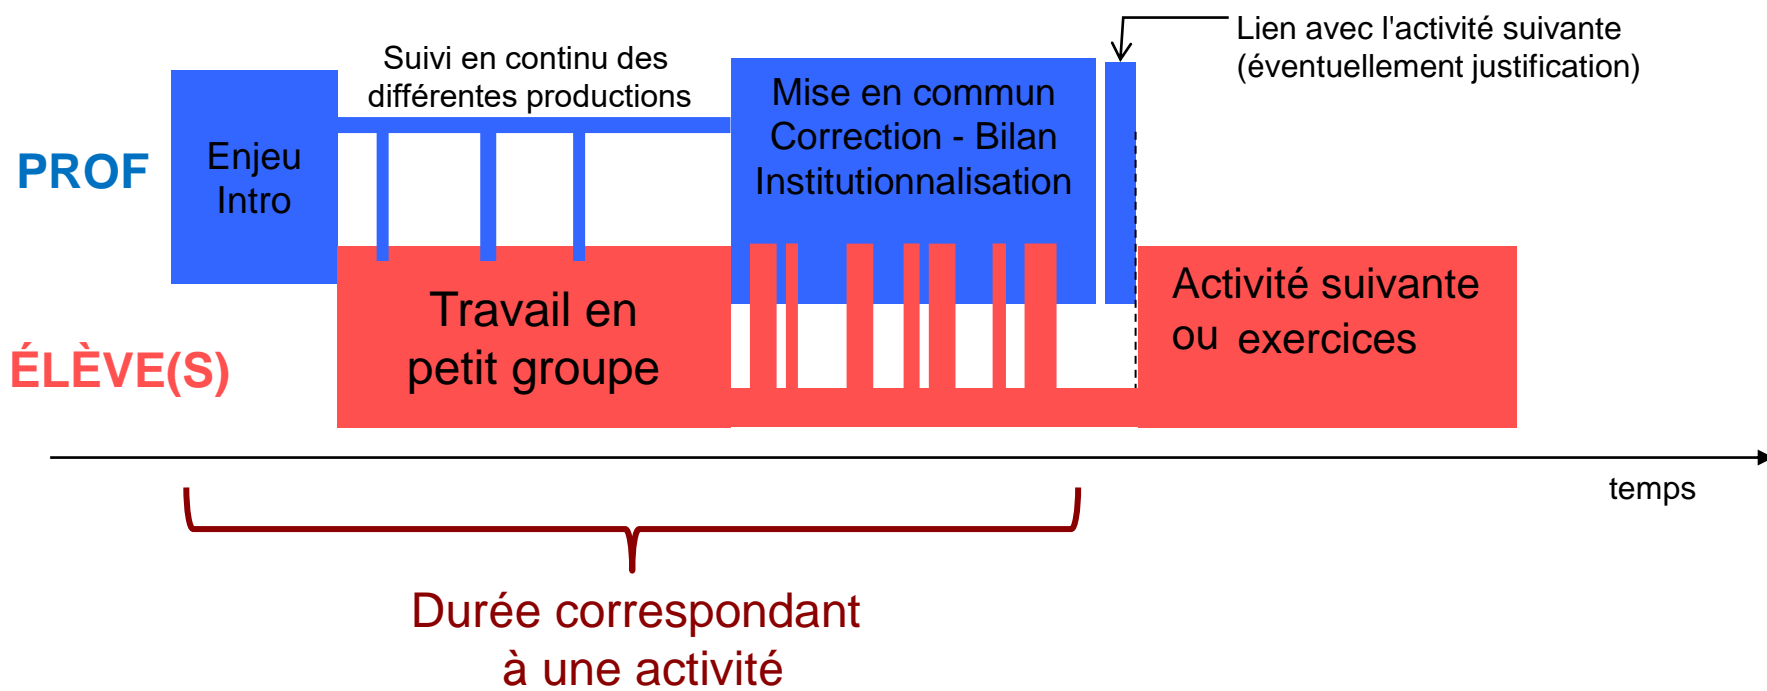 Lien avec l'activité suivante
(éventuellement justification)
Suivi en continu des
différentes productions
PROF
Enjeu
Intro
Mise en commun
Correction - Bilan
Institutionnalisation
ÉLÈVE(S)
Travail en
petit groupe
Activité suivante
ou exercices
temps
Durée correspondant
à une activité